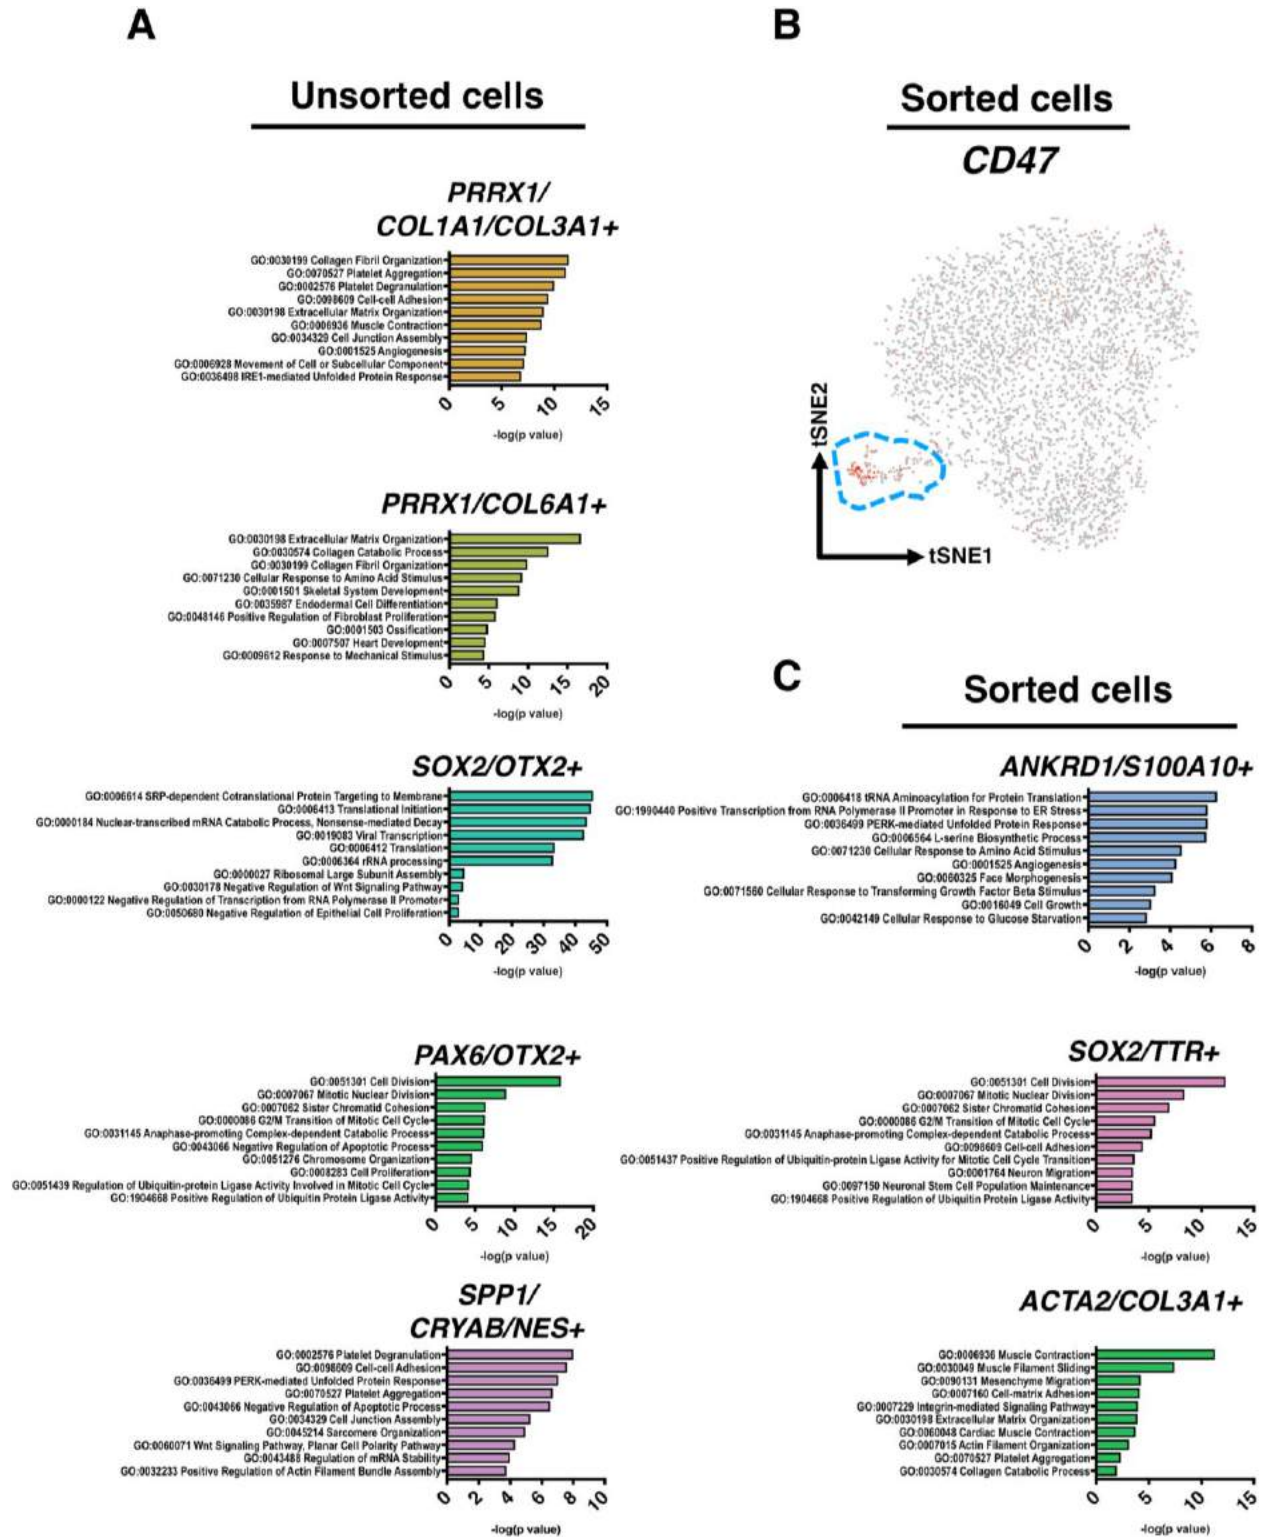 A
Unsorted cells
PRRX1/
COL1A1/COL3A1+
GO:0030199 Collagen Fibril Organization
GO:0070527 Platelet Aggregation
GO:0002576 Platelet Degranulation
GO:0098609 Cell-cell Adhesion
GO:0030198 Extracellular Matrix Organization
GO:0006936 Muscle Contraction
GO:0034329 Cell Junction Assembly
GO:0001525 Angiogenesis
GO:0006928 Movement of Cell or Subcellular Component
GO:0036498 IRE1-mediated Unfolded Protein Response
0 5 10 15
-log(p value)
PRRX1/COL6A1+
GO:0030198 Extracellular Matrix Organization
GO:0030574 Collagen Catabolic Process
GO:0030199 Collagen Fibril Organization
GO:0071230 Cellular Response to Amino Acid Stimulus
GO:0001501 Skeletal System Development
GO:0035987 Endodermal Cell Differentiation
GO:0048146 Positive Regulation of Fibroblast Proliferation
GO:0001503 Ossification
GO:0007507 Heart Development
GO:0009612 Response to Mechanical Stimulus
0 5 10 15 20
-log(p value)
SOX2/OTX2+
GO:0006614 SRP-dependent Cotranslational Protein Targeting to Membrane
GO:0006413 Translational Initiation
GO:0000184 Nuclear-transcribed mRNA Catabolic Process, Nonsense-mediated Decay
GO:0019083 Viral Transcription
GO:0006412 Translation
GO:0006364 rRNA processing
GO:0000027 Ribosomal Large Subunit Assembly
GO:0030178 Negative Regulation of Wnt Signaling Pathway
GO:0000122 Negative Regulation of Transcription from RNA Polymerase II Promoter
GO:0050680 Negative Regulation of Epithelial Cell Proliferation
0 10 20 30 40 50
-log(p value)
PAX6/OTX2+
GO:0051301 Cell Division
GO:0007067 Mitotic Nuclear Division
GO:0007062 Sister Chromatid Cohesion
GO:0000086 G2/M Transition of Mitotic Cell Cycle
GO:0031145 Anaphase-promoting Complex-dependent Catabolic Process
GO:0043066 Negative Regulation of Apoptotic Process
GO:0051276 Chromosome Organization
GO:0008283 Cell Proliferation
GO:0051439 Regulation of Ubiquitin-protein Ligase Activity Involved in Mitotic Cell Cycle
GO:1904668 Positive Regulation of Ubiquitin Protein Ligase Activity
0 5 10 15 20
-log(p value)
SPP1/
CRYAB/NES+
GO:0002576 Platelet Degranulation
GO:0098609 Cell-cell Adhesion
GO:0036499 PERK-mediated Unfolded Protein Response
GO:0070527 Platelet Aggregation
GO:0043066 Negative Regulation of Apoptotic Process
GO:0034329 Cell Junction Assembly
GO:0045214 Sarcomere Organization
GO:0060071 Wnt Signaling Pathway, Planar Cell Polarity Pathway
GO:0043488 Regulation of mRNA Stability
GO:0032233 Positive Regulation of Actin Filament Bundle Assembly
0 2 4 6 8 10
-log(p value)
B
Sorted cells
CD47
tSNE2
tSNE1
C
Sorted cells
ANKRD1/S100A10+
GO:0006418 tRNA Aminoacylation for Protein Translation
GO:1990440 Positive Transcription from RNA Polymerase II Promoter in Response to ER Stress
GO:0036499 PERK-mediated Unfolded Protein Response
GO:0006564 L-serine Biosynthetic Process
GO:0071230 Cellular Response to Amino Acid Stimulus
GO:0001525 Angiogenesis
GO:0060325 Face Morphogenesis
GO:0071560 Cellular Response to Transforming Growth Factor Beta Stimulus
GO:0016049 Cell Growth
GO:0042149 Cellular Response to Glucose Starvation
0 2 4 6 8
-log(p value)
SOX2/TTR+
GO:0051301 Cell Division
GO:0007067 Mitotic Nuclear Division
GO:0007062 Sister Chromatid Cohesion
GO:0000086 G2/M Transition of Mitotic Cell Cycle
GO:0031145 Anaphase-promoting Complex-dependent Catabolic Process
GO:0098609 Cell-cell Adhesion
GO:0051437 Positive Regulation of Ubiquitin-protein Ligase Activity for Mitotic Cell Cycle Transition
GO:0001764 Neuron Migration
GO:0097150 Neuronal Stem Cell Population Maintenance
GO:1904668 Positive Regulation of Ubiquitin Protein Ligase Activity
0 5 10 15
-log(p value)
ACTA2/COL3A1+
GO:0006936 Muscle Contraction
GO:0030049 Muscle Filament Sliding
GO:0090131 Mesenchyme Migration
GO:0007160 Cell-matrix Adhesion
GO:0007229 Integrin-mediated Signaling Pathway
GO:0030198 Extracellular Matrix Organization
GO:0060048 Cardiac Muscle Contraction
GO:0007015 Actin Filament Organization
GO:0070527 Platelet Aggregation
GO:0030574 Collagen Catabolic Process
0 5 10 15
-log(p value)